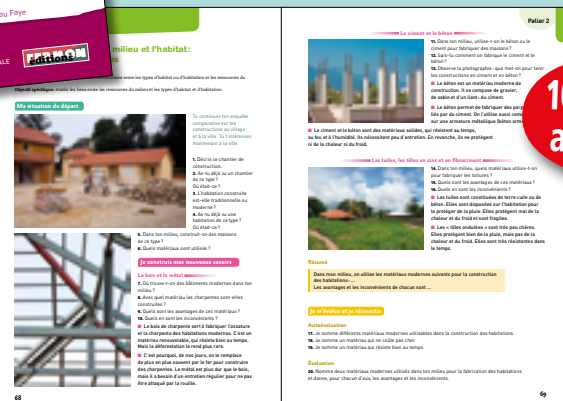 ou Faye
FERMON
éditions
milieu et l'habitat :
Objectif spécifique : établir les liens entre les ressources du milieu et les types d'habitat et d'habitation.
Ma situation de départ
Tu continues ton enquête
comparative sur les
constructions au village
et à la ville. Tu t'intéresses
maintenant à la ville.
1. Décris ce chantier de
construction.
2. As-tu déjà vu un chantier
de ce type ?
Où était-ce ?
3. L'habitation construite
est-elle traditionnelle ou
moderne ?
4. As-tu déjà vu une
habitation de ce type ?
Où était-ce ?
5. Dans ton milieu, construit-on des maisons
de ce type ?
6. Quels matériaux sont utilisés ?
Je construis mes nouveaux savoirs
Le bois et le métal
7. Où trouve-t-on des bâtiments modernes dans ton
milieu ?
8. Avec quel matériau les charpentes sont-elles
construites ?
9. Quels sont les avantages de ces matériaux ?
10. Quels en sont les inconvénients ?
Le bois de charpente sert à fabriquer l'ossature
et la charpente des habitations modernes. C'est un
matériau renouvelable, qui résiste bien au temps.
Mais la déforestation le rend plus rare.
C'est pourquoi, de nos jours, on le remplace
de plus en plus souvent par le fer pour construire
des charpentes. Le métal est plus dur que le bois,
mais il a besoin d'un entretien régulier pour ne pas
être attaqué par la rouille.
68
Palier 2
Le ciment et le béton
11. Dans ton milieu, utilise-t-on le béton ou le
ciment pour fabriquer des maisons ?
12. Sais-tu comment on fabrique le ciment et le
béton ?
13. Observe la photographie : que met-on pour tenir
les constructions en ciment et en béton ?
Le béton est un matériau moderne de
construction. Il se compose de gravier,
de sable et d'un liant : du ciment.
Le béton permet de fabriquer des
liés par du ciment. On l'utilise aussi
sur une armature métallique (béton
Le ciment et le béton sont des matériaux solides, qui résistent au temps,
au feu et à l'humidité. Ils nécessitent peu d'entretien. En revanche, ils ne protègent
ni de la chaleur ni du froid.
Les tuiles, les tôles en zinc et en fibrociment
14. Dans ton milieu, quels matériaux utilise-t-on
pour fabriquer les toitures ?
15. Quels sont les avantages de ces matériaux ?
16. Quels en sont les inconvénients ?
Les tuiles sont constituées de terre cuite ou de
béton. Elles sont disposées sur l'habitation pour
la protéger de la pluie. Elles protègent mal de la
chaleur et du froid et sont fragiles.
Les « tôles ondulées » sont très peu chères.
Elles protègent bien de la pluie, mais pas de la
chaleur et du froid. Elles sont très résistantes dans
le temps.
Résumé
Dans mon milieu, on utilise les matériaux modernes suivants pour la construction
des habitations : ...
Les avantages et les inconvénients de chacun sont ...
Je m'évalue et je réinvestis
Autoévaluation
17. Je nomme différents matériaux modernes utilisables dans la construction des habitations.
18. Je nomme un matériau qui ne coûte pas cher.
19. Je nomme un matériau qui résiste bien au temps.
Évaluation
20. Nomme deux matériaux modernes utilisés dans ton milieu pour la fabrication des habitations
et donne, pour chacun d'eux, les avantages et les inconvénients.
69